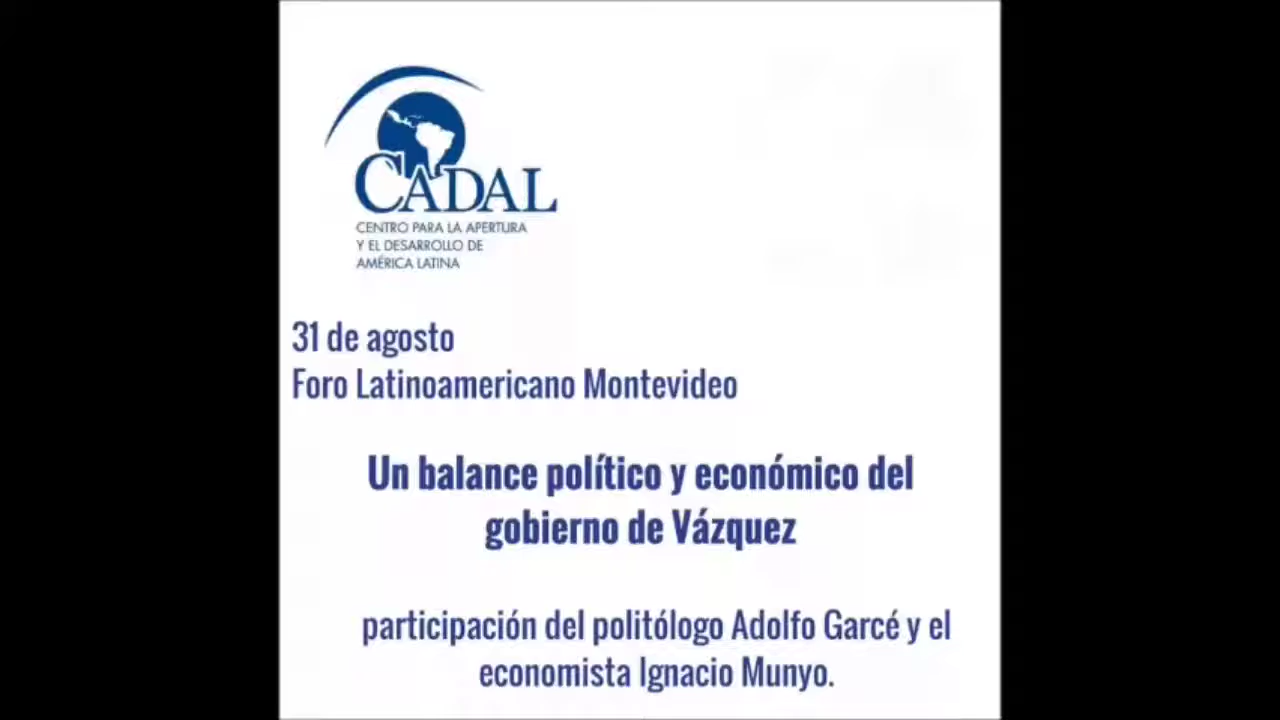 CADAL
CENTRO PARA LA APERTURA
Y EL DESARROLLO DE
AMÉRICA LATINA
31 de agosto
Foro Latinoamericano Montevideo
Un balance político y económico del
gobierno de Vázquez
participación del politólogo Adolfo Garcé y el
economista Ignacio Munyo.